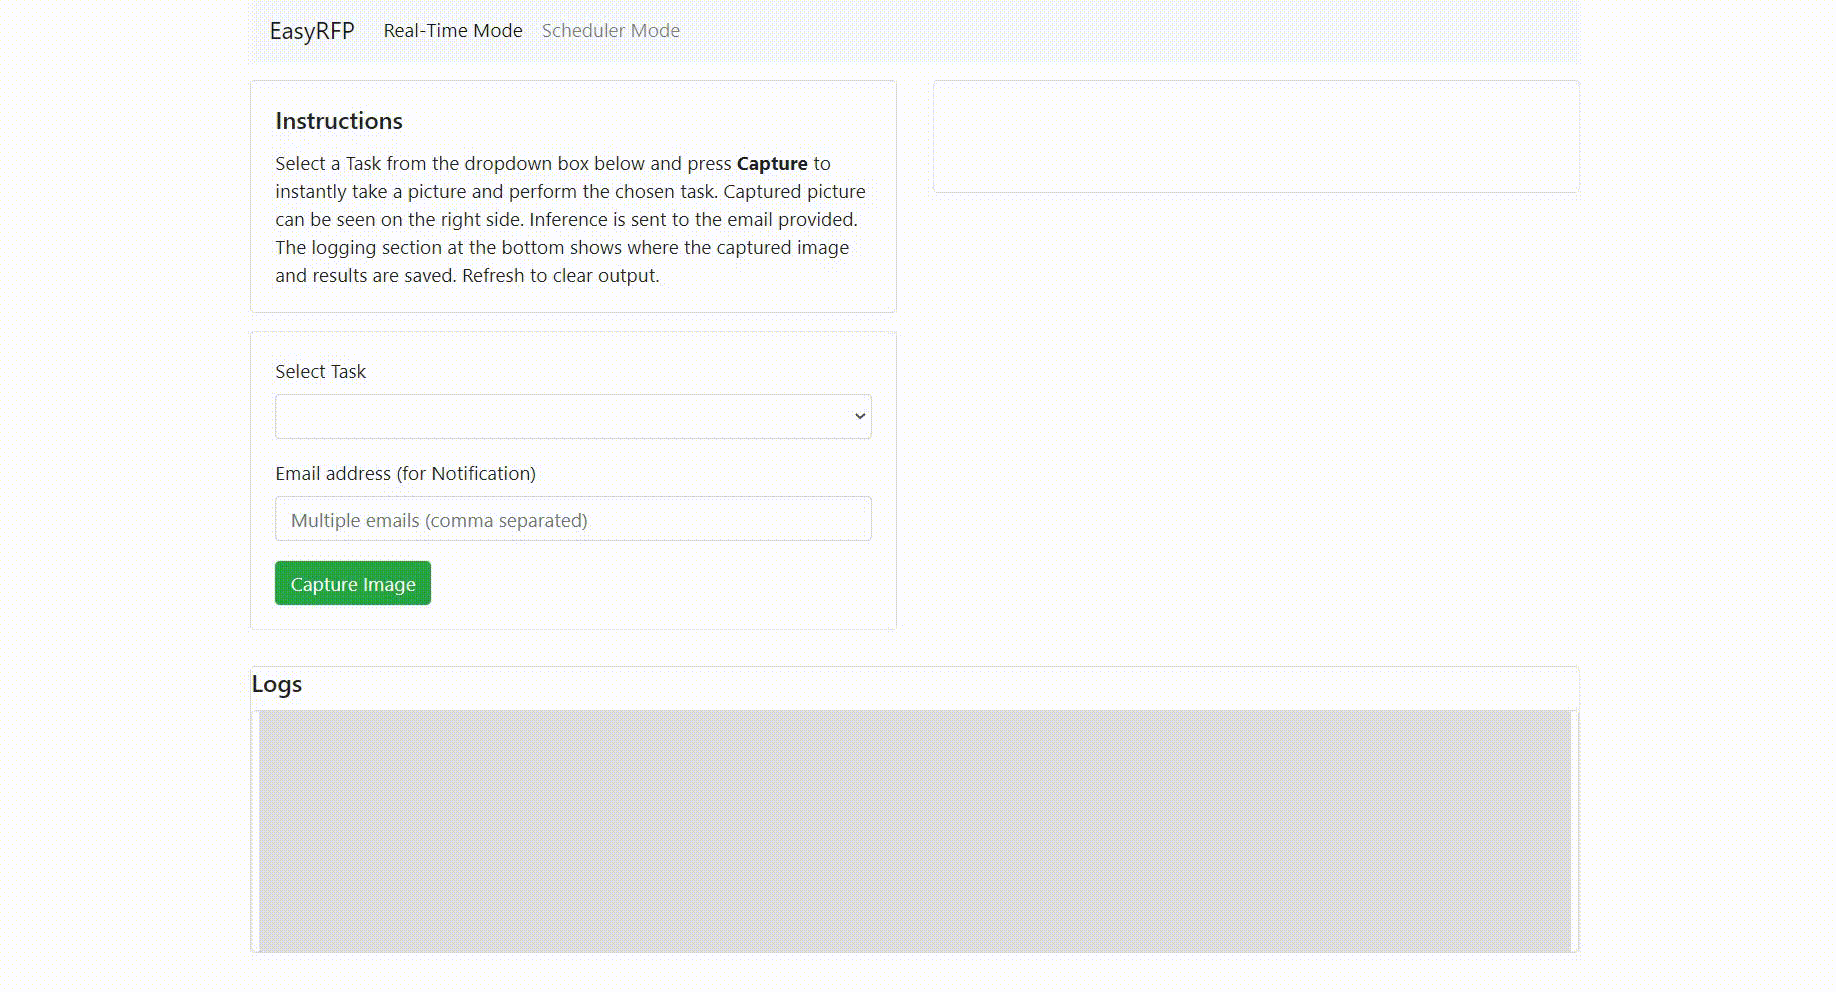 EasyRFP Real-Time Mode Scheduler Mode
Instructions
Select a Task from the dropdown box below and press Capture to
instantly take a picture and perform the chosen task. Captured picture
can be seen on the right side. Inference is sent to the email provided.
The logging section at the bottom shows where the captured image
and results are saved. Refresh to clear output.
Select Task
Email address (for Notification)
Multiple emails (comma separated)
Capture Image
Logs